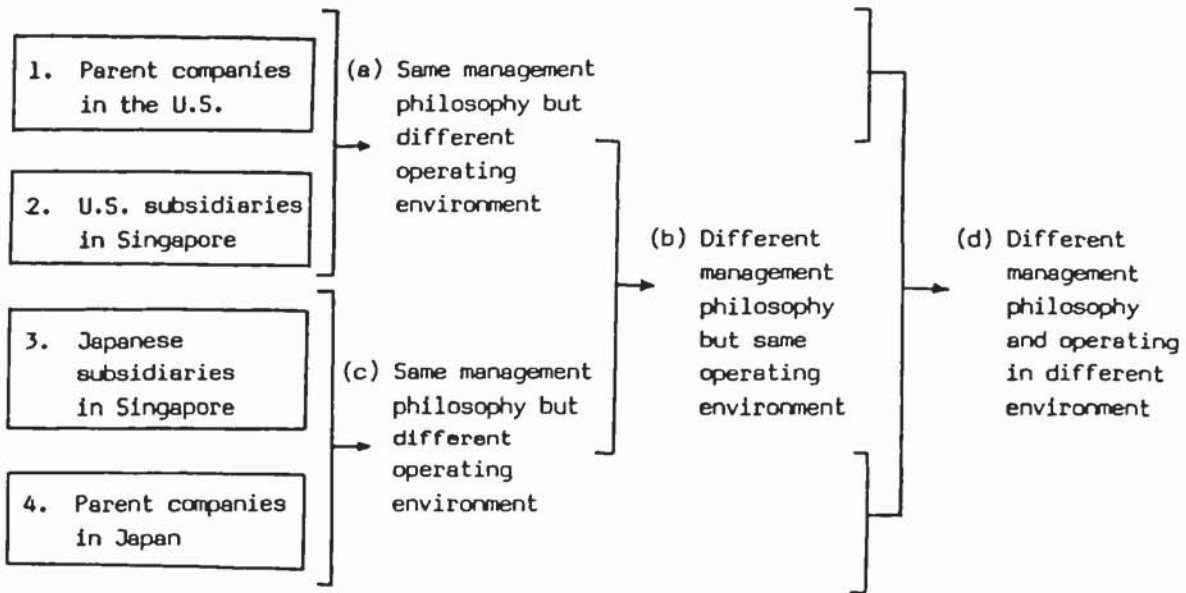 1. Parent companies
in the U.S.
2. U.S. subsidiaries
in Singapore
3. Japanese
subsidiaries
in Singapore
4. Parent companies
in Japan
(a) Same management
philosophy but
different
operating
environment
(c) Same management
philosophy but
different
operating
environment
(b) Different
management
philosophy
but same
operating
environment
(d) Different
management
philosophy
and operating
in different
environment